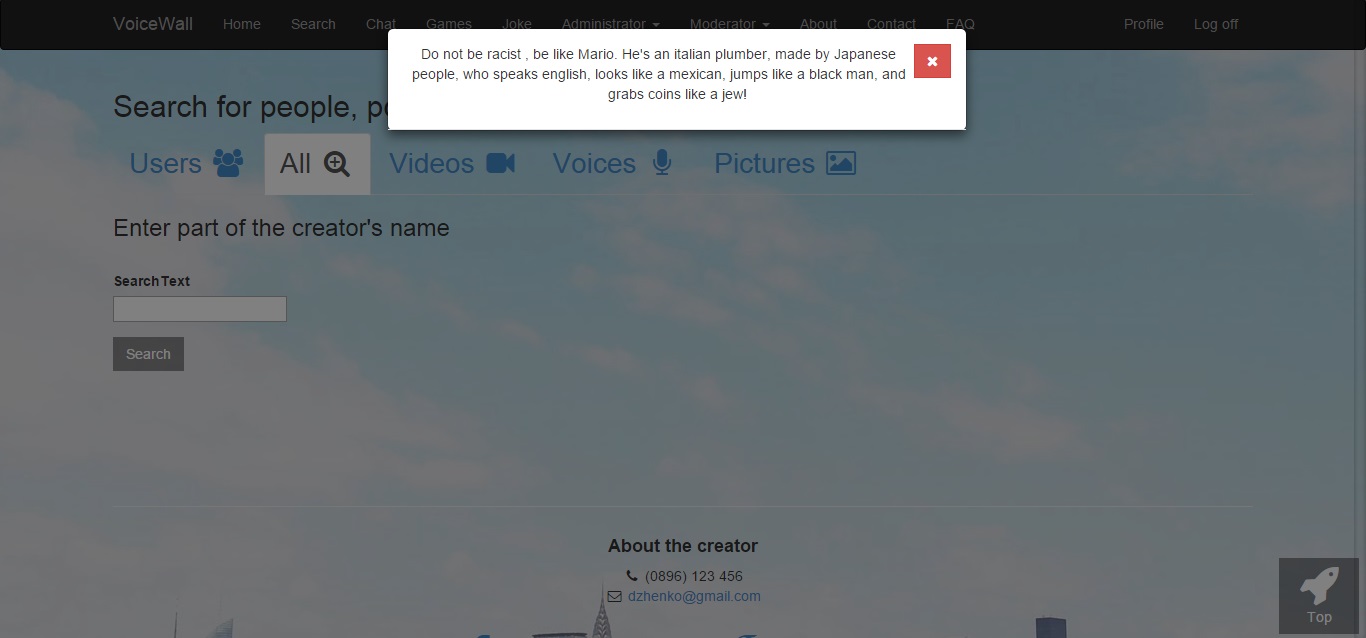 VoiceWall Home Search Chat Games Joke Administrator Moderator About Contact FAQ Profile Log off
Do not be racist , be like Mario. He's an italian plumber, made by Japanese
people, who speaks english, looks like a mexican, jumps like a black man, and
grabs coins like a jew!
Search for people, po
Users All Videos Voices Pictures
Enter part of the creator's name
SearchText
Search
About the creator
(0896) 123 456
dzhenko@gmail.com
Top